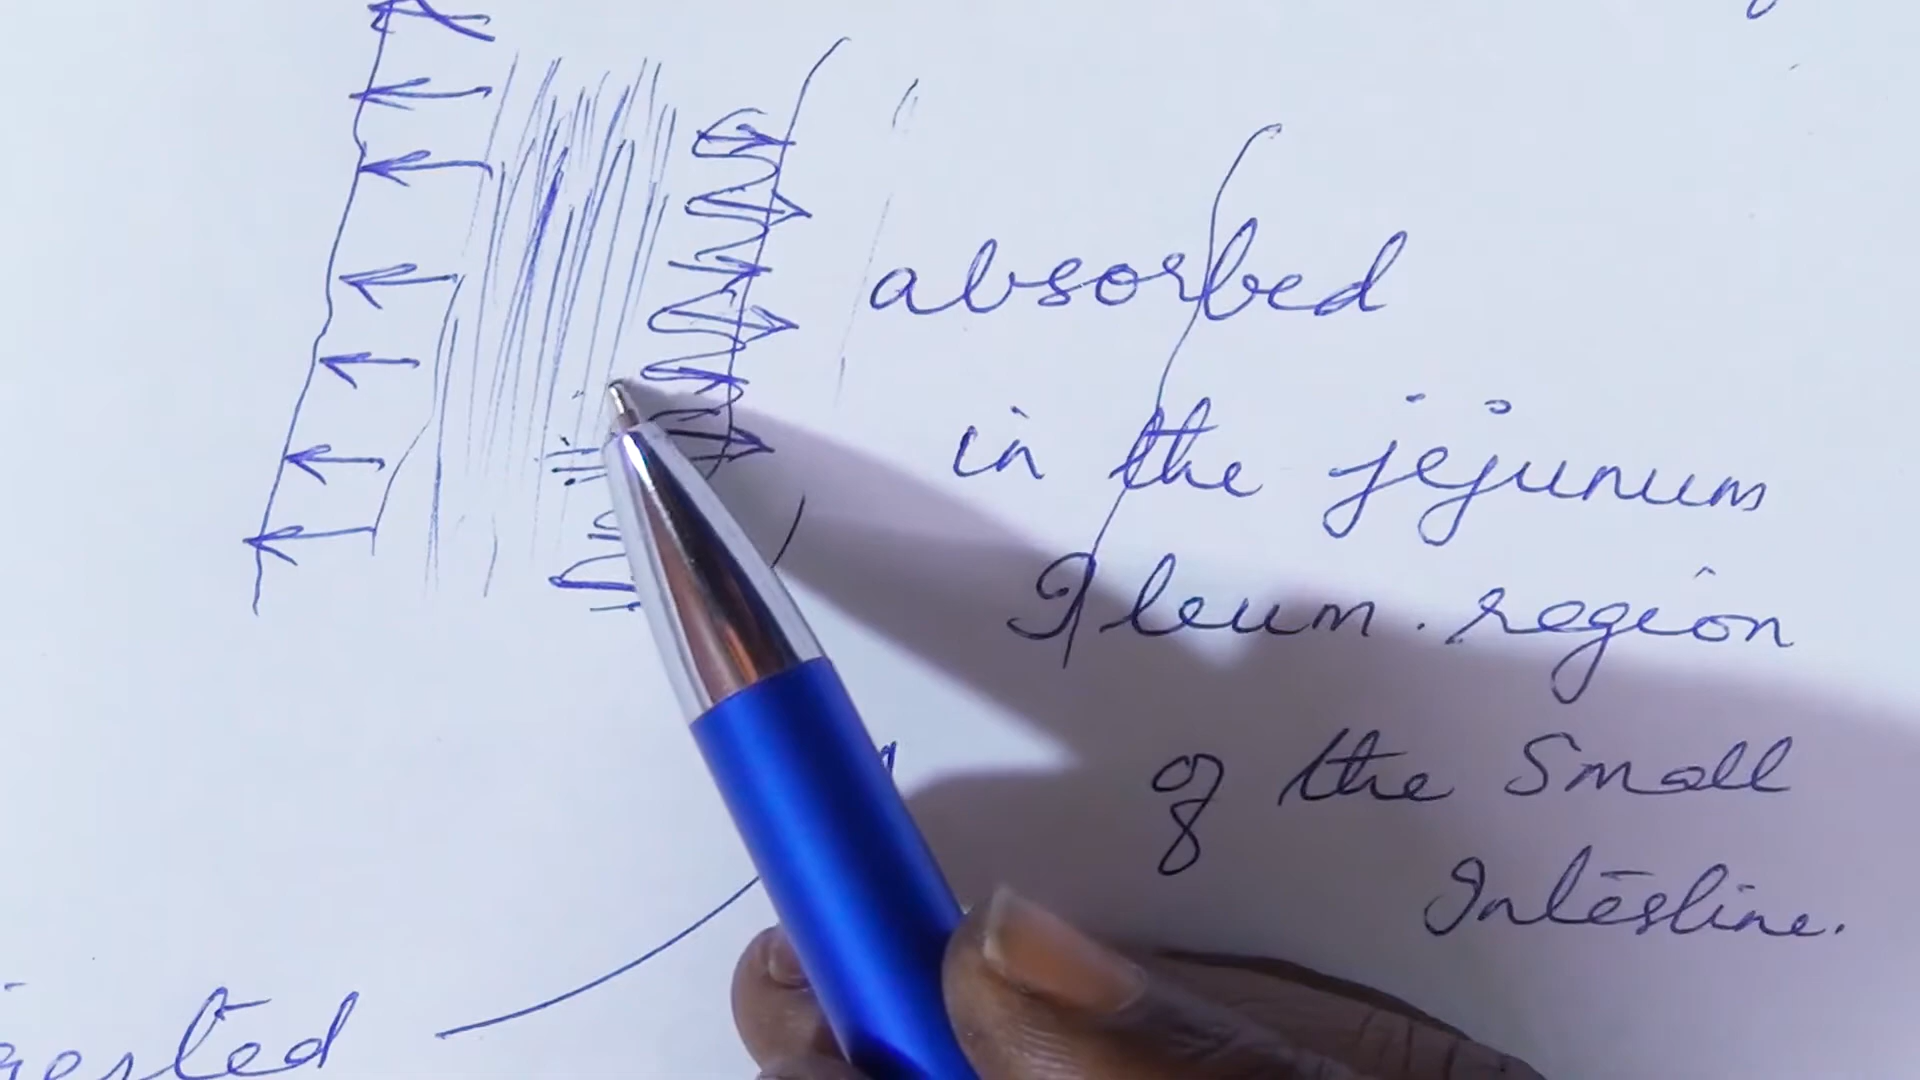 absorbed
in the jejunum
Ileum. region
of the Small
Intestine.